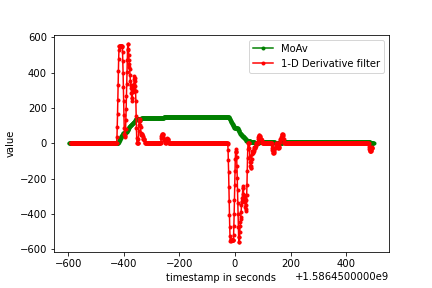 MoAv
1-D Derivative filter
600
400
200
0
−200
−400
−600
value
−600 −400 −200 0 200 400
timestamp in seconds +1.5864500000e9